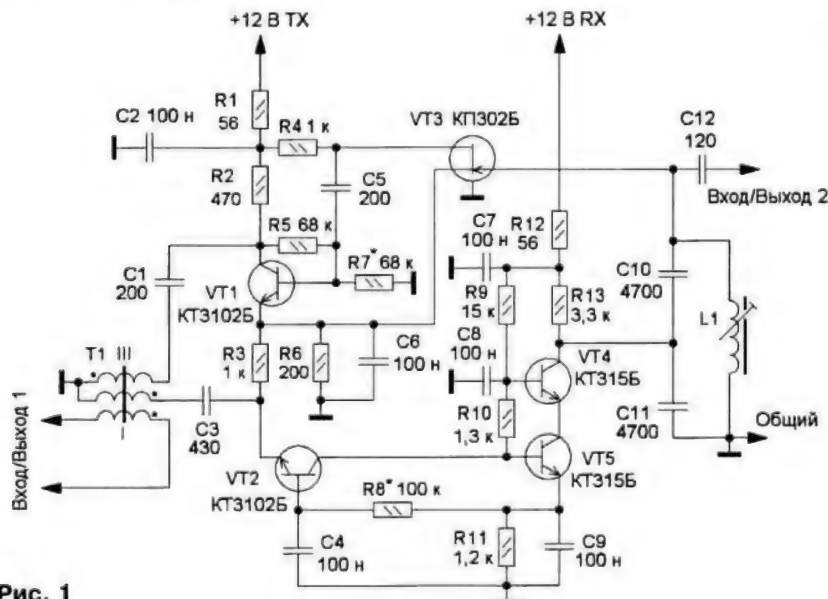 +12 В TX
+12 В RX
C2 100 н
R1
56
R4 1 к
VT3 КП302Б
C12
120
R2
470
C5
200
Вход/Выход 2
R5 68 к
C7
100 н
R12
56
C1
200
R7* 68 к
C10
4700
VT1
КТ3102Б
R9
15 к
R13
3,3 к
L1
T1 III
C6
100 н
C8
100 н
R3
1 к
R6
200
VT4
КТ315Б
Вход/Выход 1
I
C3
430
R10
1,3 к
C11
4700
Общий
VT5
КТ315Б
VT2
КТ3102Б
R8* 100 к
C4
100 н
R11
1,2 к
C9
100 н
Рис. 1